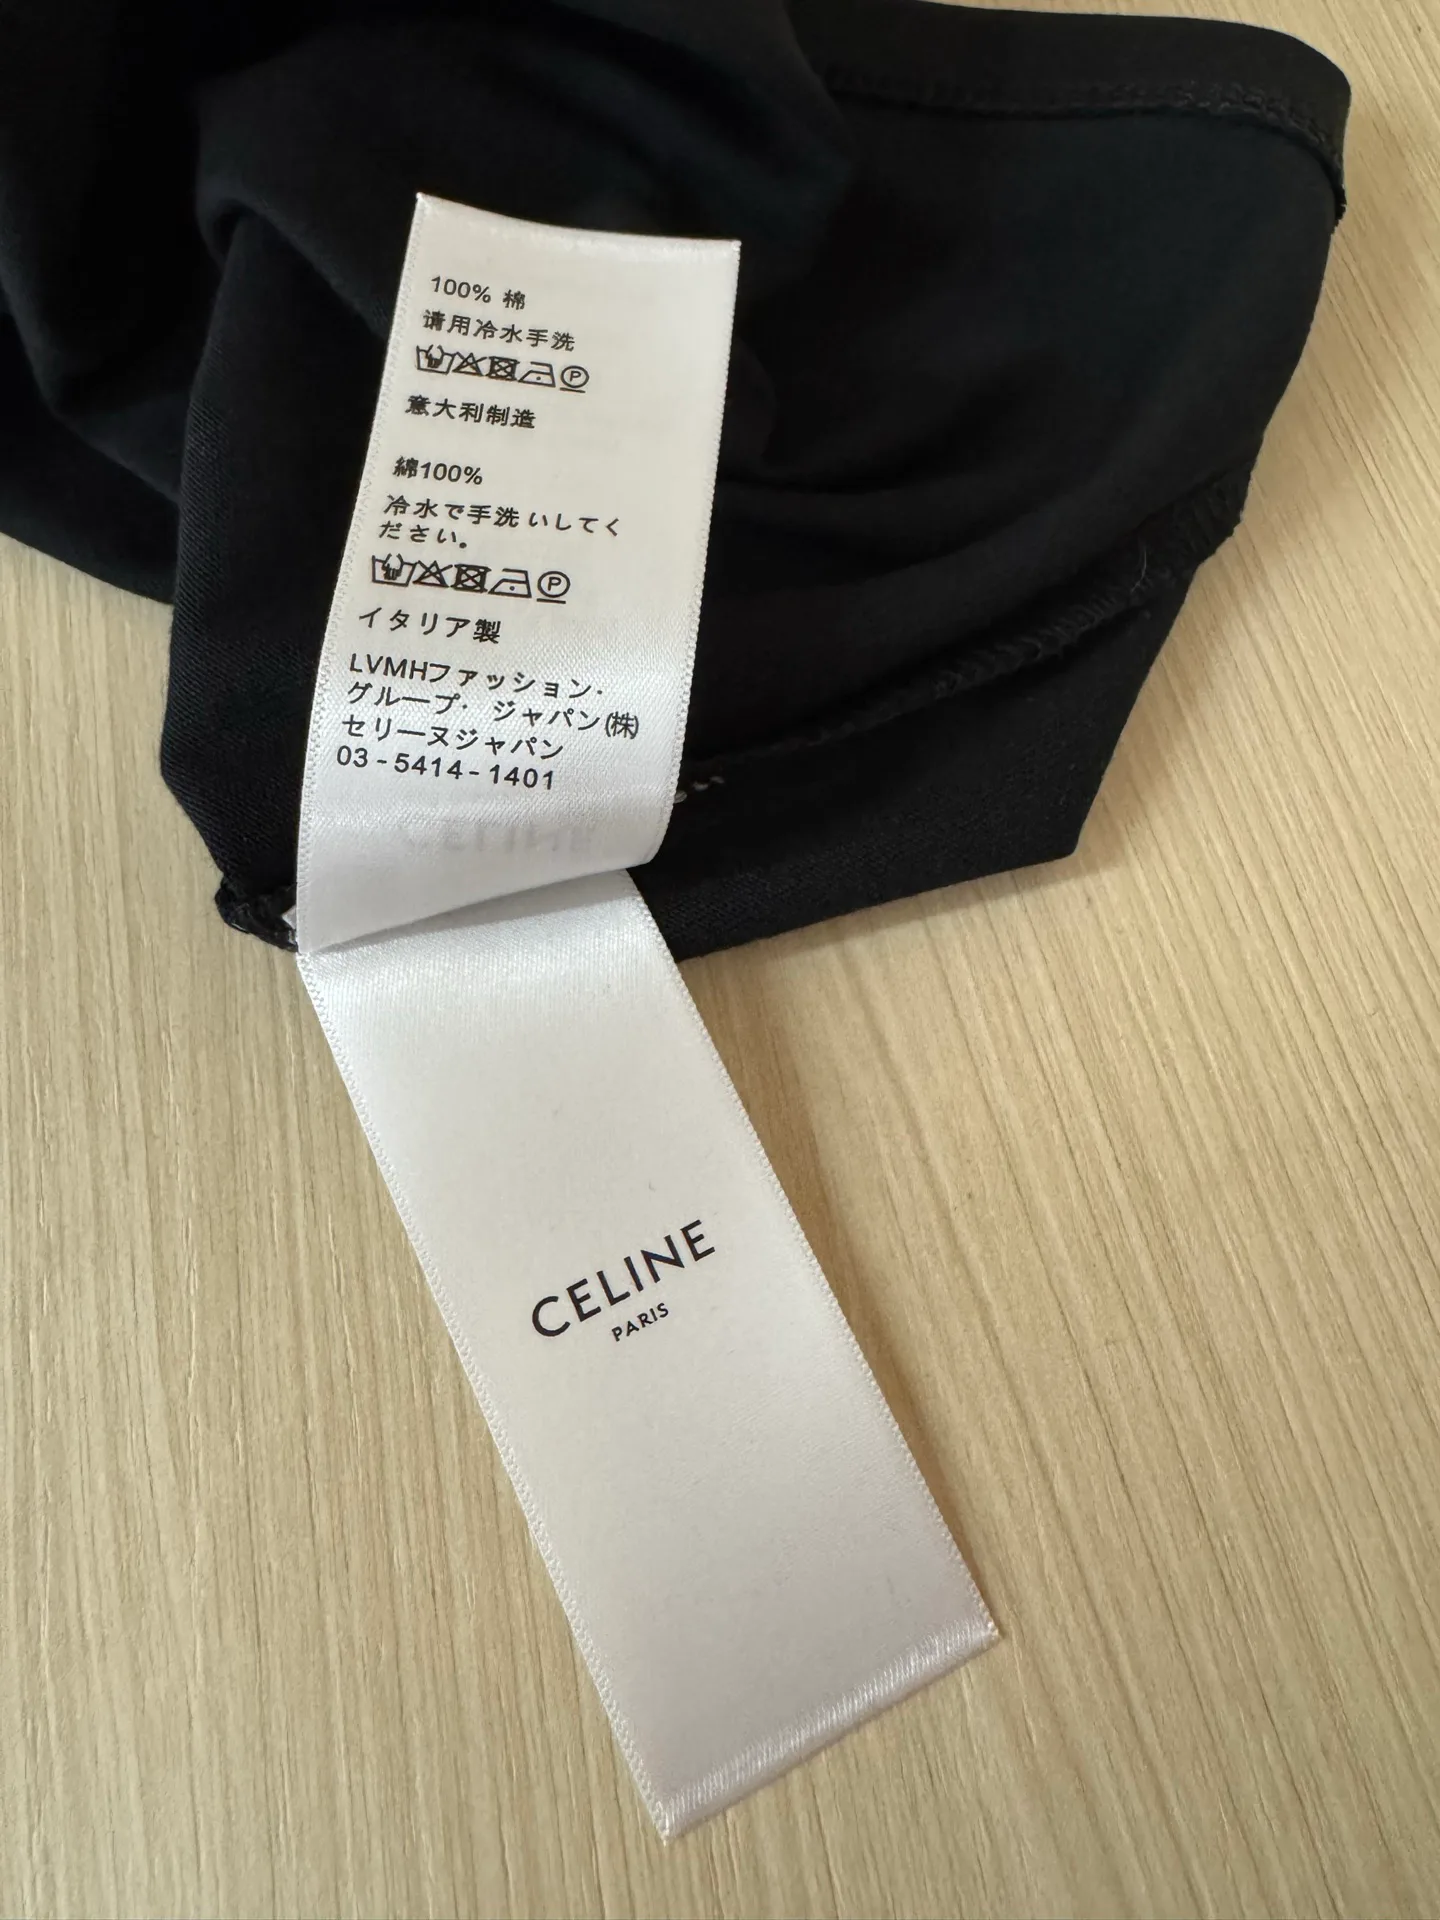 100% 棉
请用冷水手洗
P
意大利制造
綿100%
冷水で手洗いしてく
ださい。
P
イタリア製
LVMHファッション・
グループ・ ジャパン(株)
セリーヌジャパン
03-5414-1401
CELINE
CELINE
PARIS